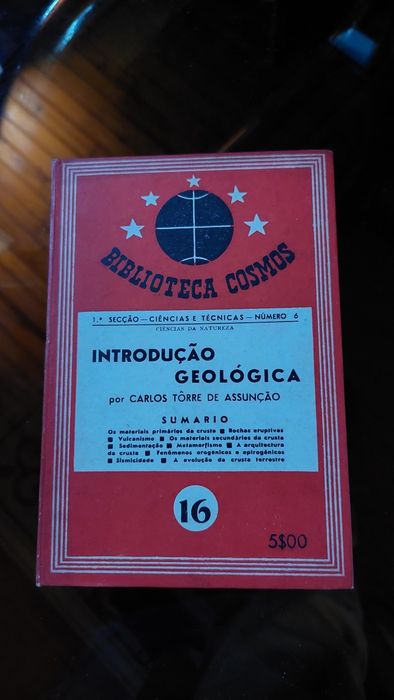 BIBLIOTECA COSMOS
1.ª SECÇÃO — CIÊNCIAS E TÉCNICAS — NÚMERO 6
CIÊNCIAS DA NATUREZA
INTRODUÇÃO
GEOLÓGICA
por CARLOS TÔRRE DE ASSUNÇÃO
SUMARIO
Os materiais primários da crusta ■ Rochas eruptivas
■ Vulcanismo ■ Os materiais secundários da crusta
■ Sedimentação ■ Metamorfismo ■ A arquitectura
da crusta ■ Fenómenos orogénicos e epirogénicos
■ Sismicidade ■ A evolução da crusta terrestre
16
5$00